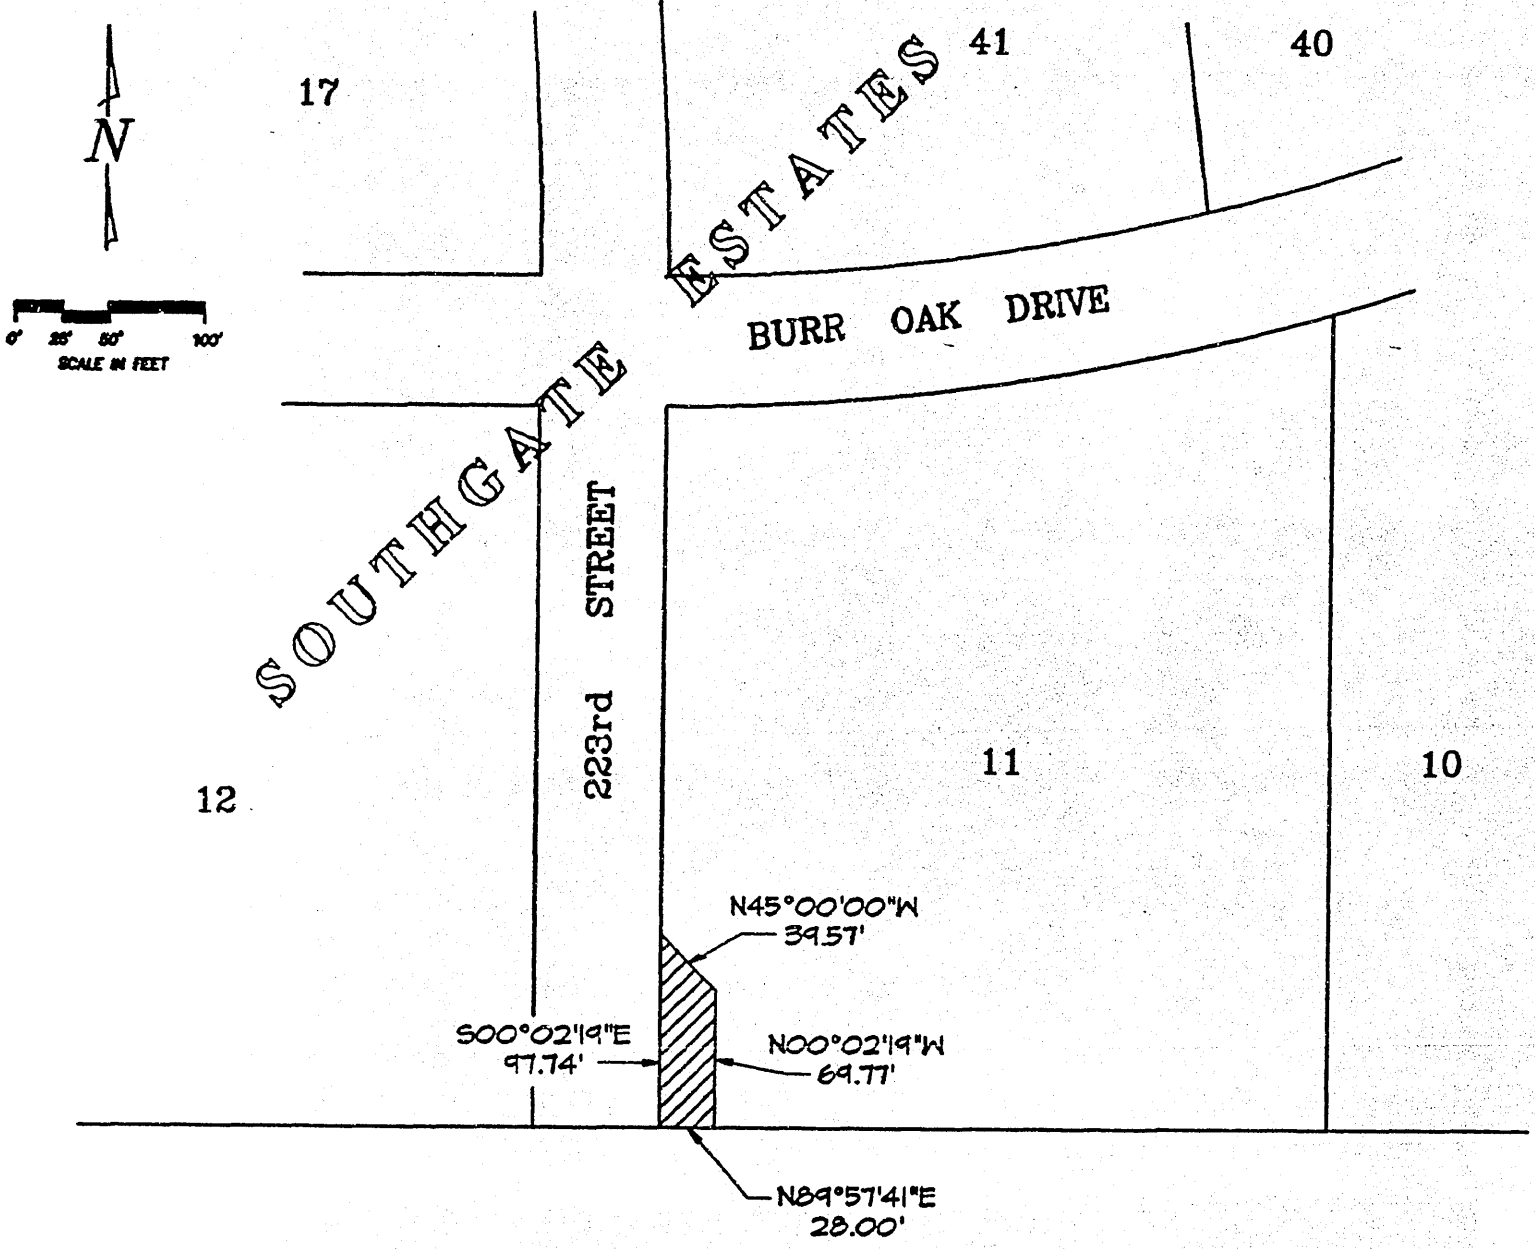 41
40
17
N
0' 25' 50' 100'
SCALE IN FEET
SOUTHGATE ESTATES
BURR OAK DRIVE
223rd STREET
11
10
12
N45°00'00"W
39.57'
S00°02'19"E
97.74'
N00°02'19"W
69.77'
N89°57'41"E
28.00'